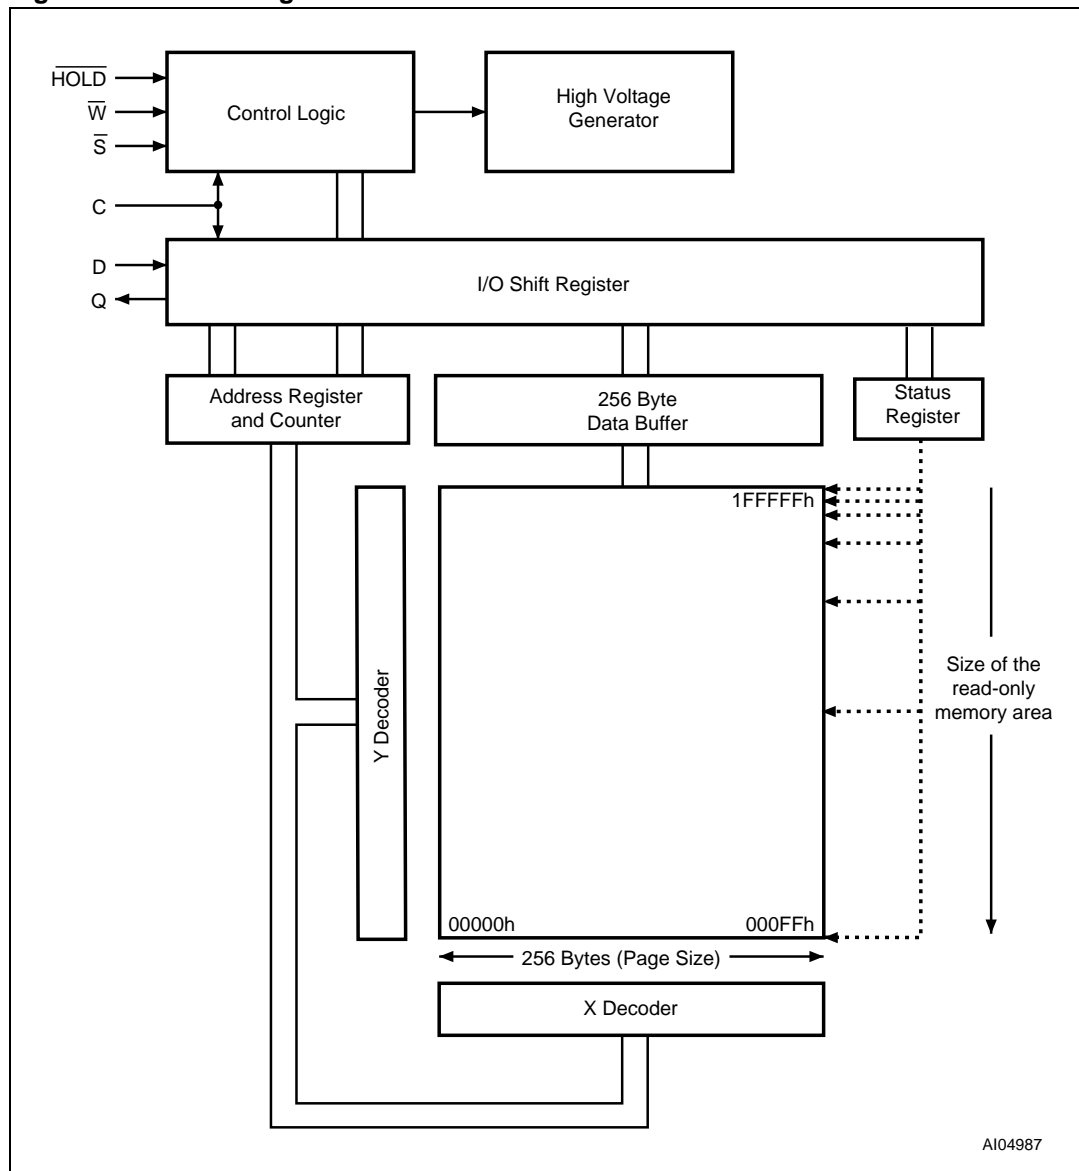 H̅O̅L̅D̅
W̅
S̅
C
D
Q
Control Logic
High Voltage
Generator
I/O Shift Register
Address Register
and Counter
256 Byte
Data Buffer
Status
Register
1FFFFFh
Y Decoder
Size of the
read-only
memory area
00000h
000FFh
256 Bytes (Page Size)
X Decoder
AI04987